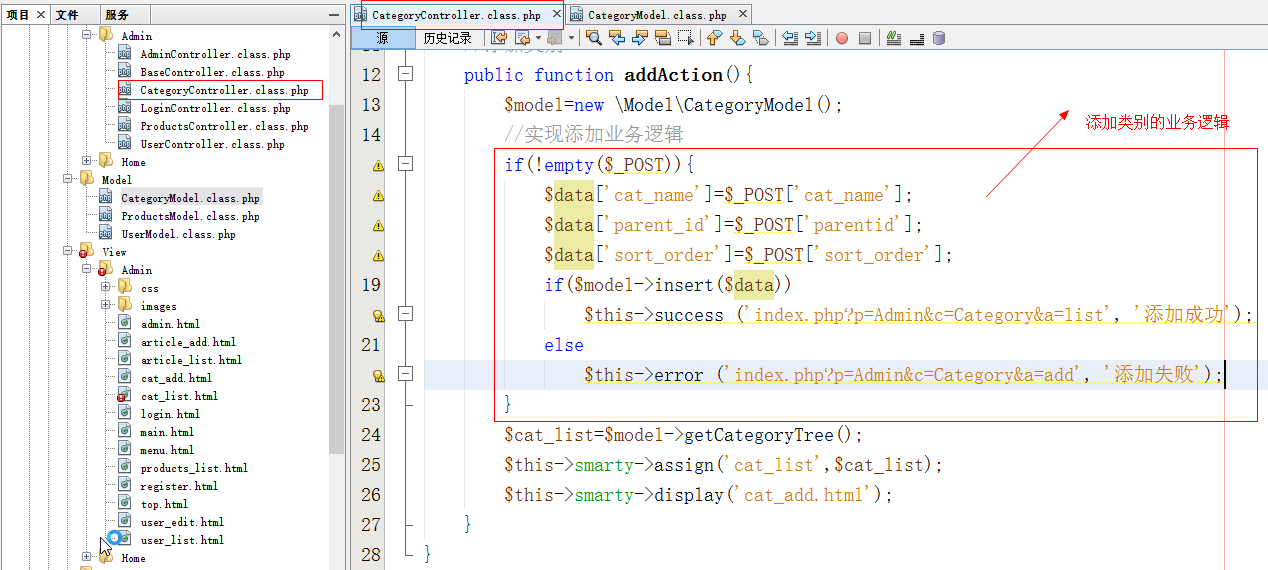 项目 文件 服务
Admin
AdminController.class.php
BaseController.class.php
CategoryController.class.php
LoginController.class.php
ProductsController.class.php
UserController.class.php
Home
Model
CategoryModel.class.php
ProductsModel.class.php
UserModel.class.php
View
Admin
css
images
admin.html
article_add.html
article_list.html
cat_add.html
cat_list.html
login.html
main.html
menu.html
products_list.html
register.html
top.html
user_edit.html
user_list.html
Home
CategoryController.class.php CategoryModel.class.php
源 历史记录
12 public function addAction(){
13 $model=new \Model\CategoryModel();
14 //实现添加业务逻辑
if(!empty($_POST)){
$data['cat_name']=$_POST['cat_name'];
$data['parent_id']=$_POST['parentid'];
$data['sort_order']=$_POST['sort_order'];
19 if($model->insert($data))
$this->success ('index.php?p=Admin&c=Category&a=list', '添加成功');
21 else
$this->error ('index.php?p=Admin&c=Category&a=add', '添加失败');
23 }
24 $cat_list=$model->getCategoryTree();
25 $this->smarty->assign('cat_list',$cat_list);
26 $this->smarty->display('cat_add.html');
27 }
28 }
添加类别的业务逻辑